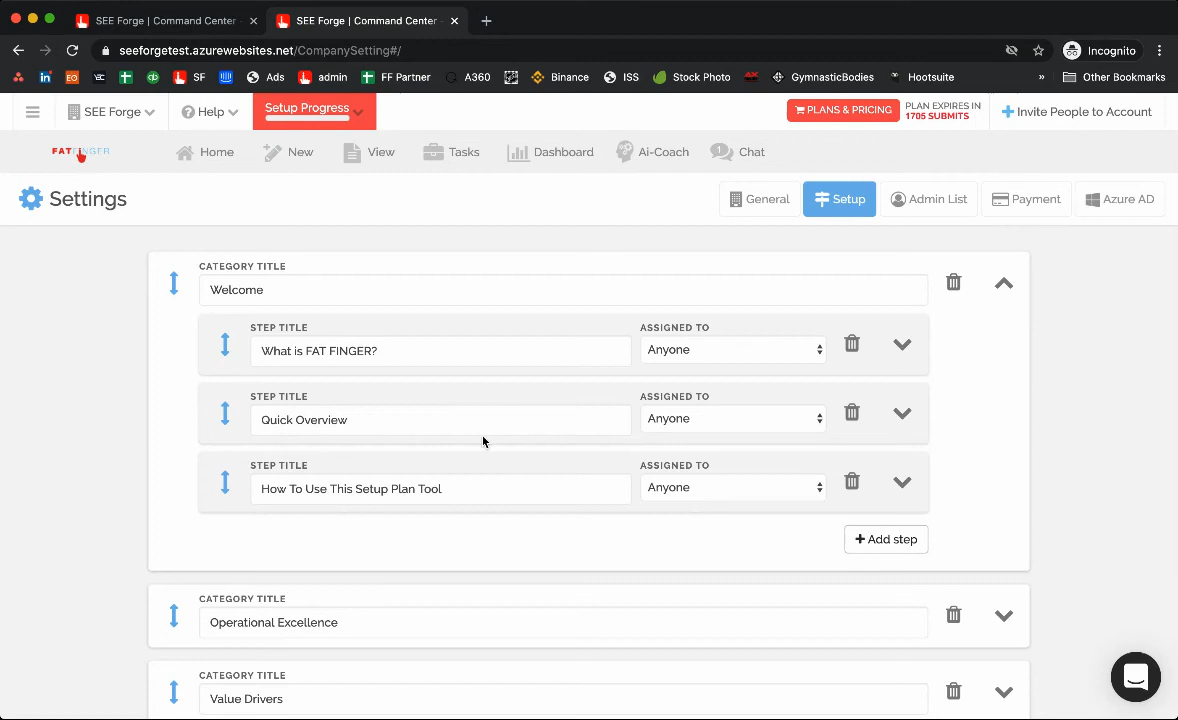 SEE Forge | Command Center
SEE Forge | Command Center
seeforgetest.azurewebsites.net/CompanySetting#/
Incognito
SF Ads admin FF Partner A360 Binance ISS Stock Photo GymnasticBodies Hootsuite » Other Bookmarks
SEE Forge Help Setup Progress PLANS & PRICING PLAN EXPIRES IN
1705 SUBMITS
Invite People to Account
FATFINGER Home New View Tasks Dashboard Ai-Coach Chat
Settings General Setup Admin List Payment Azure AD
CATEGORY TITLE
Welcome
STEP TITLE ASSIGNED TO
What is FAT FINGER? Anyone
STEP TITLE ASSIGNED TO
Quick Overview Anyone
STEP TITLE ASSIGNED TO
How To Use This Setup Plan Tool Anyone
+ Add step
CATEGORY TITLE
Operational Excellence
CATEGORY TITLE
Value Drivers